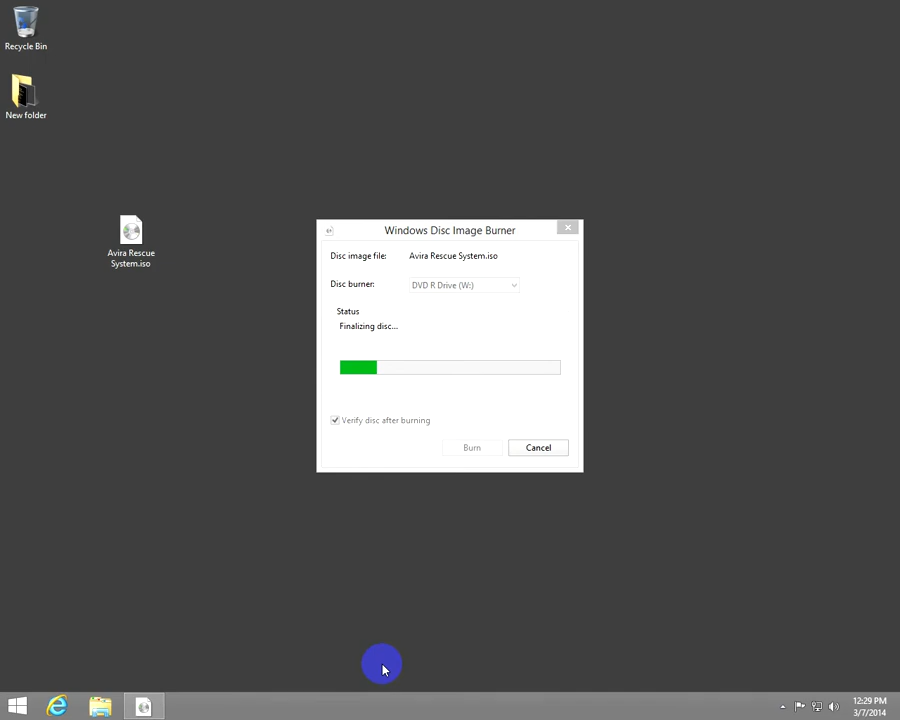 Recycle Bin
New folder
Avira Rescue
System.iso
Windows Disc Image Burner
Disc image file: Avira Rescue System.iso
Disc burner: DVD R Drive (W:)
Status
Finalizing disc...
Verify disc after burning
Burn Cancel
12:29 PM
3/7/2014